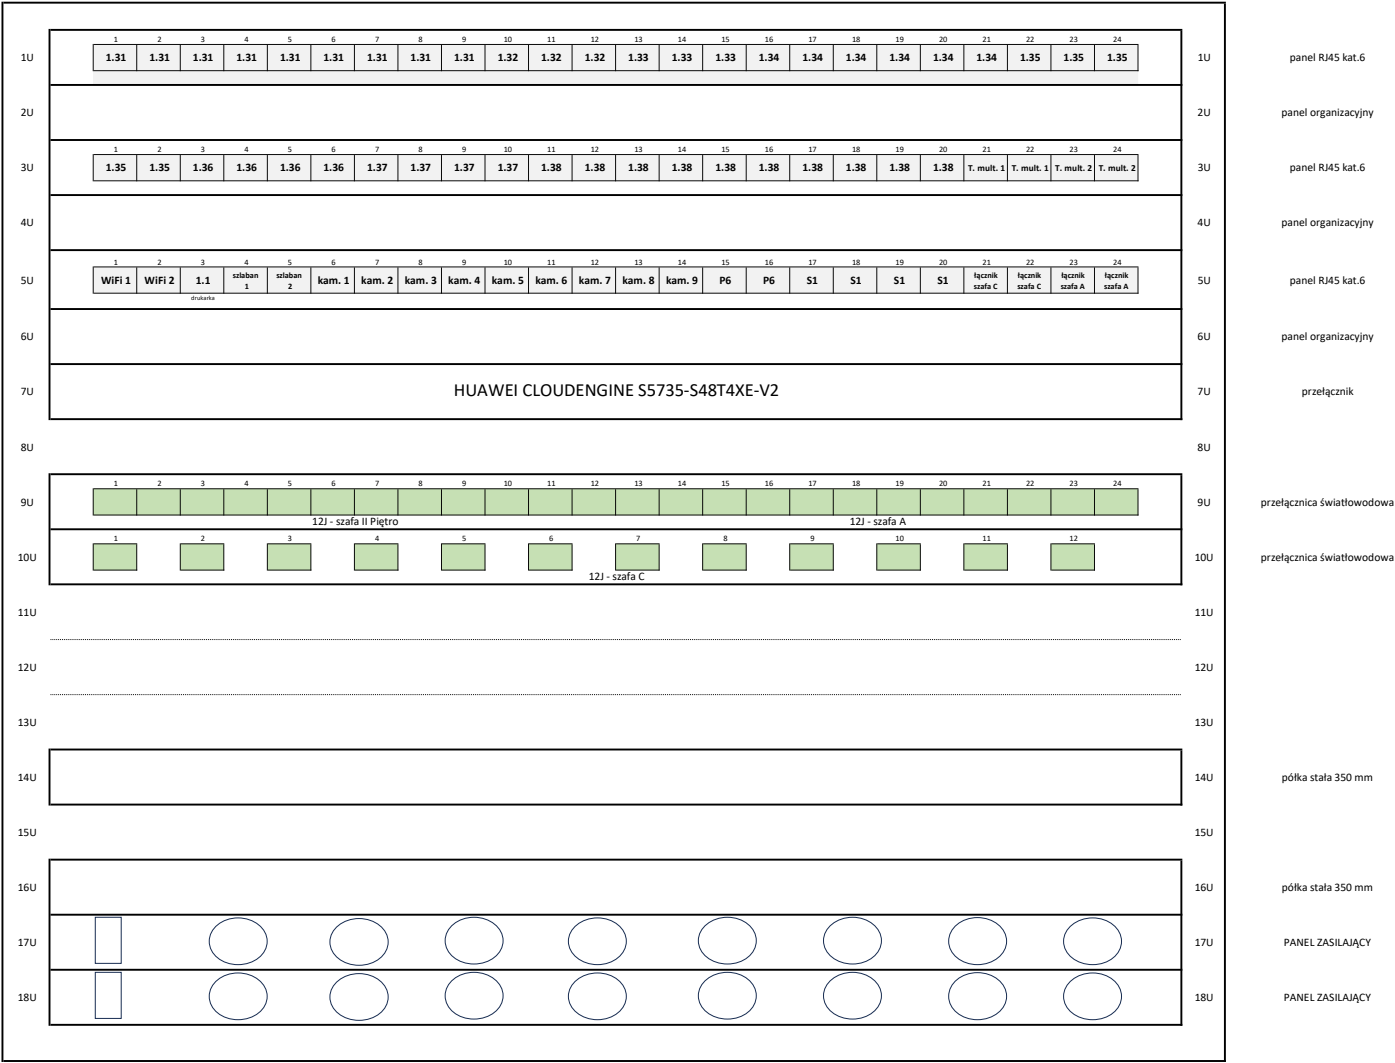 1 2 3 4 5 6 7 8 9 10 11 12 13 14 15 16 17 18 19 20 21 22 23 24
1U 1.31 1.31 1.31 1.31 1.31 1.31 1.31 1.31 1.31 1.32 1.32 1.32 1.33 1.33 1.33 1.34 1.34 1.34 1.34 1.34 1.34 1.35 1.35 1.35 1U panel RJ45 kat.6
2U 2U panel organizacyjny
1 2 3 4 5 6 7 8 9 10 11 12 13 14 15 16 17 18 19 20 21 22 23 24
3U 1.35 1.35 1.36 1.36 1.36 1.36 1.37 1.37 1.37 1.37 1.38 1.38 1.38 1.38 1.38 1.38 1.38 1.38 1.38 1.38 T. mult. 1 T. mult. 1 T. mult. 2 T. mult. 2 3U panel RJ45 kat.6
4U 4U panel organizacyjny
1 2 3 4 5 6 7 8 9 10 11 12 13 14 15 16 17 18 19 20 21 22 23 24
szlaban szlaban łącznik łącznik łącznik łącznik
5U WiFi 1 WiFi 2 1.1 kam. 1 kam. 2 kam. 3 kam. 4 kam. 5 kam. 6 kam. 7 kam. 8 kam. 9 P6 P6 S1 S1 S1 S1 5U panel RJ45 kat.6
1 2 szafa C szafa C szafa A szafa A
drukarka
6U 6U panel organizacyjny
7U HUAWEI CLOUDENGINE S5735-S48T4XE-V2 7U przełącznik
8U 8U
1 2 3 4 5 6 7 8 9 10 11 12 13 14 15 16 17 18 19 20 21 22 23 24
9U 9U przełącznica światłowodowa
12J - szafa II Piętro 12J - szafa A
1 2 3 4 5 6 7 8 9 10 11 12
10U 10U przełącznica światłowodowa
12J - szafa C
11U 11U
12U 12U
13U 13U
14U 14U półka stała 350 mm
15U 15U
16U 16U półka stała 350 mm
17U 17U PANEL ZASILAJĄCY
18U 18U PANEL ZASILAJĄCY